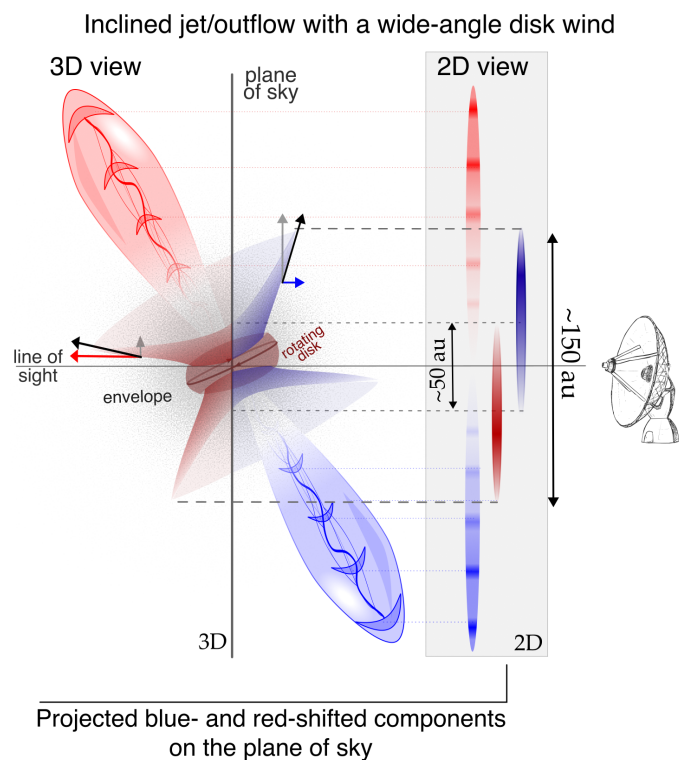 Inclined jet/outflow with a wide-angle disk wind
3D view
plane
of sky
2D view
line of
sight
envelope
rotating
disk
~50 au
~150 au
3D
2D
Projected blue- and red-shifted components
on the plane of sky